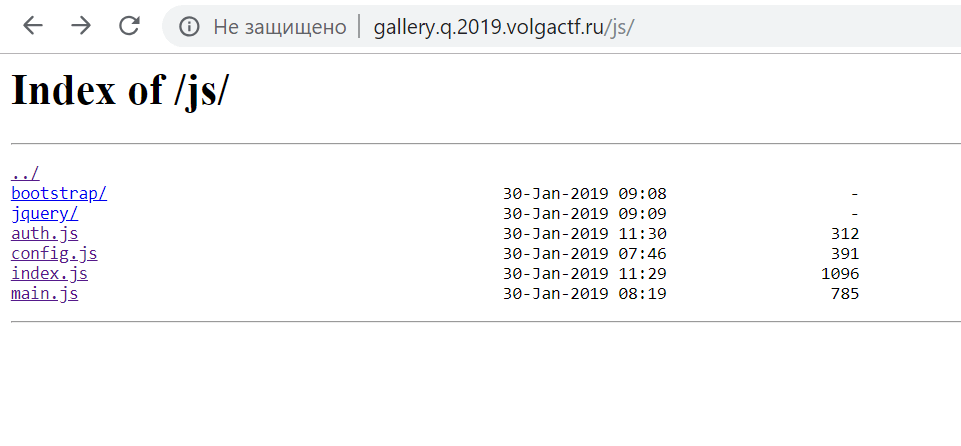 Не защищено | gallery.q.2019.volgactf.ru/js/
Index of /js/
../
bootstrap/ 30-Jan-2019 09:08 -
jquery/ 30-Jan-2019 09:09 -
auth.js 30-Jan-2019 11:30 312
config.js 30-Jan-2019 07:46 391
index.js 30-Jan-2019 11:29 1096
main.js 30-Jan-2019 08:19 785